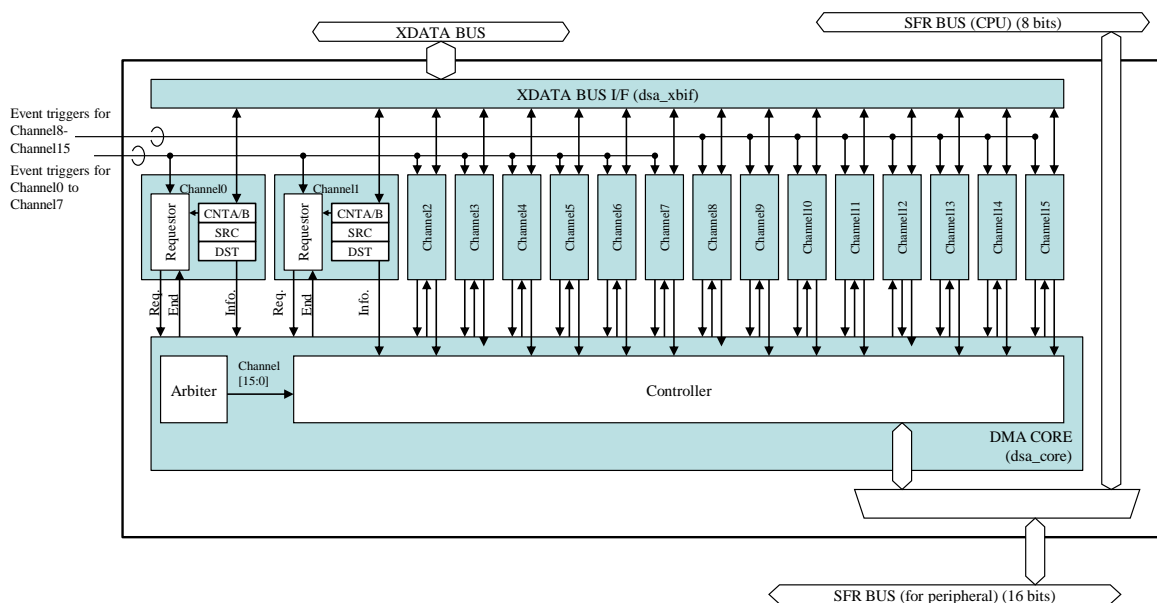 SFR BUS (CPU) (8 bits)
XDATA BUS
XDATA BUS I/F (dsa_xbif)
Event triggers for
Channel8-
Channel15
Event triggers for
Channel0 to
Channel7
Channel0
Requestor
CNTA/B
SRC
DST
Channel1
Requestor
CNTA/B
SRC
DST
Channel2
Channel3
Channel4
Channel5
Channel6
Channel7
Channel8
Channel9
Channel10
Channel11
Channel12
Channel13
Channel14
Channel15
Req.
End
Info.
Req.
End
Info.
Arbiter
Channel
[15:0]
Controller
DMA CORE
(dsa_core)
SFR BUS (for peripheral) (16 bits)